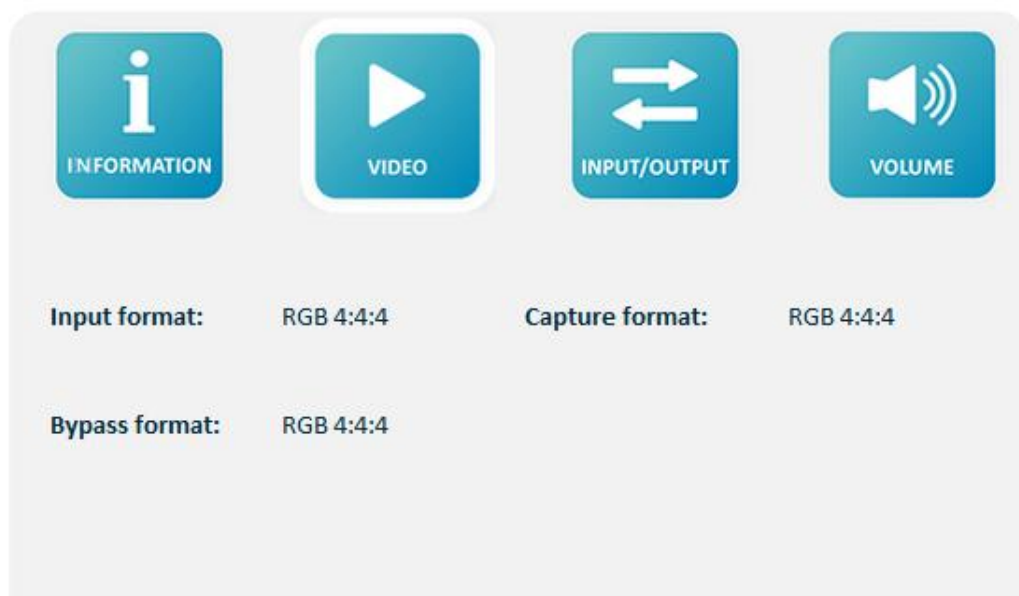 INFORMATION
VIDEO
INPUT/OUTPUT
VOLUME
Input format: RGB 4:4:4 Capture format: RGB 4:4:4
Bypass format: RGB 4:4:4